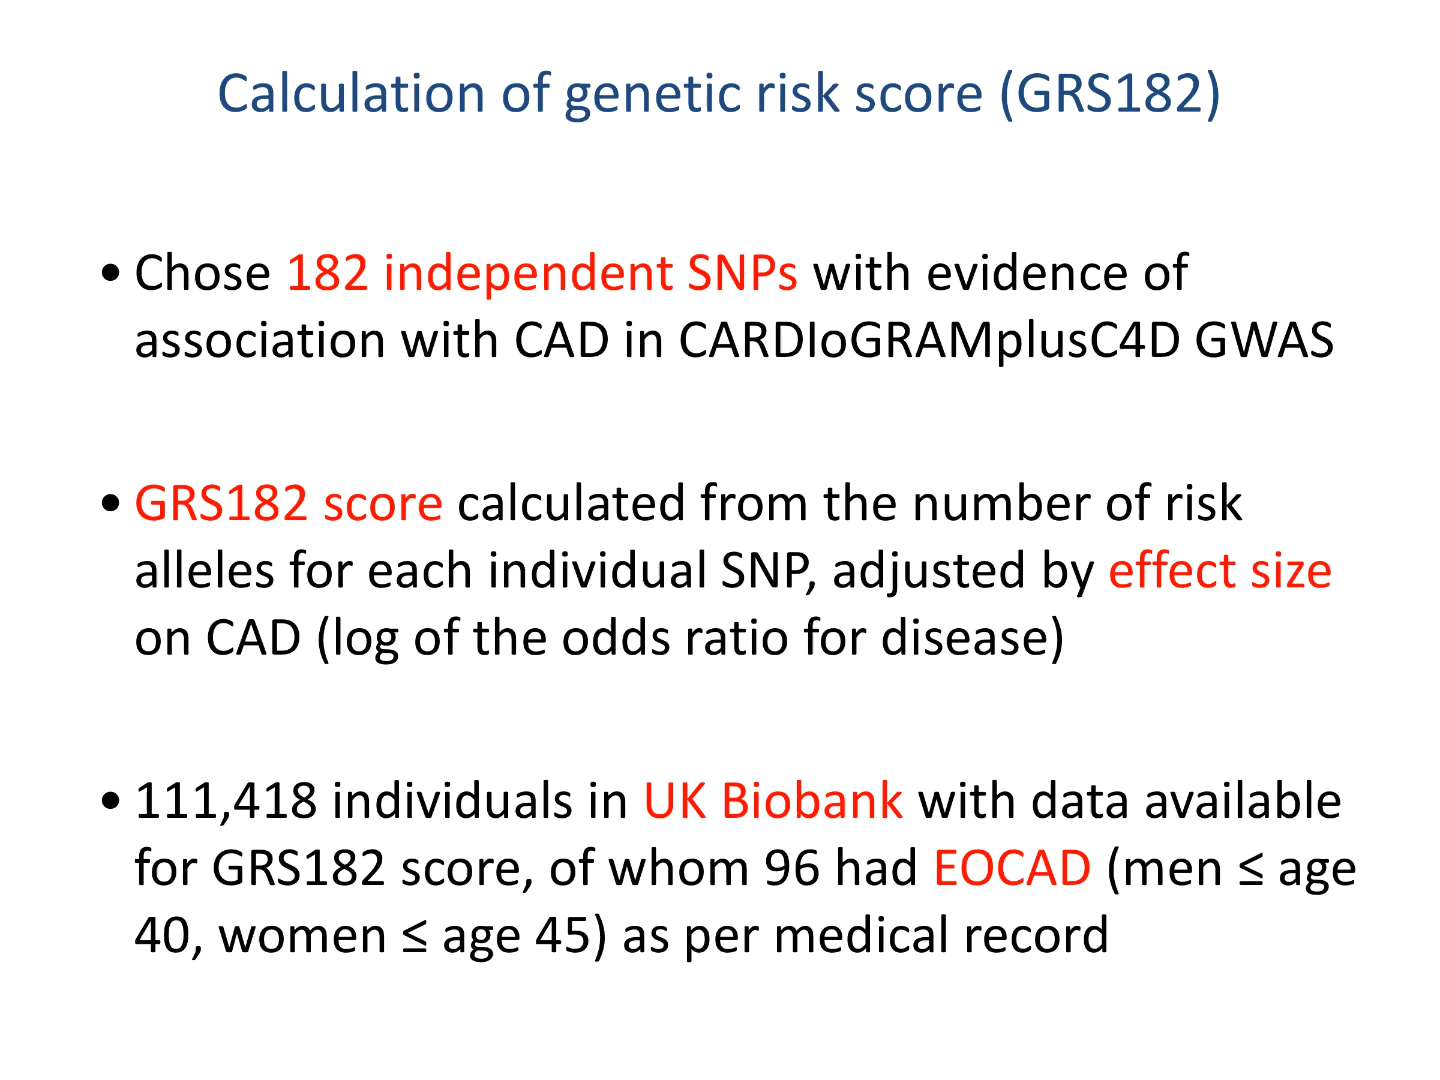 Calculation of genetic risk score (GRS182)
• Chose 182 independent SNPs with evidence of
association with CAD in CARDIoGRAMplusC4D GWAS
• GRS182 score calculated from the number of risk
alleles for each individual SNP, adjusted by effect size
on CAD (log of the odds ratio for disease)
• 111,418 individuals in UK Biobank with data available
for GRS182 score, of whom 96 had EOCAD (men ≤ age
40, women ≤ age 45) as per medical record